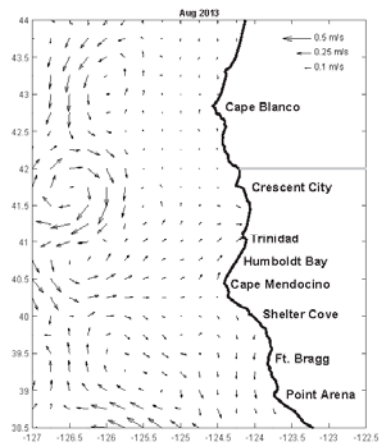 Aug 2013
44
0.5 m/s
0.25 m/s
0.1 m/s
43.5
43
Cape Blanco
42.5
42
Crescent City
41.5
Trinidad
41
Humboldt Bay
40.5
Cape Mendocino
40
Shelter Cove
39.5
Ft. Bragg
39
Point Arena
38.5
-127 -126.5 -126 -125.5 -125 -124.5 -124 -123.5 -123 -122.5